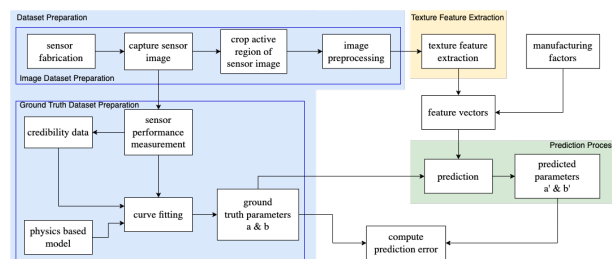 Dataset Preparation
Texture Feature Extraction
sensor
fabrication
capture sensor
image
crop active
region of
sensor image
image
preprocessing
texture feature
extraction
manufacturing
factors
Image Dataset Preparation
Ground Truth Dataset Preparation
credibility data
sensor
performance
measurement
feature vectors
Prediction Proces
physics based
model
curve fitting
ground
truth parameters
a & b
prediction
predicted
parameters
a' & b'
compute
prediction error